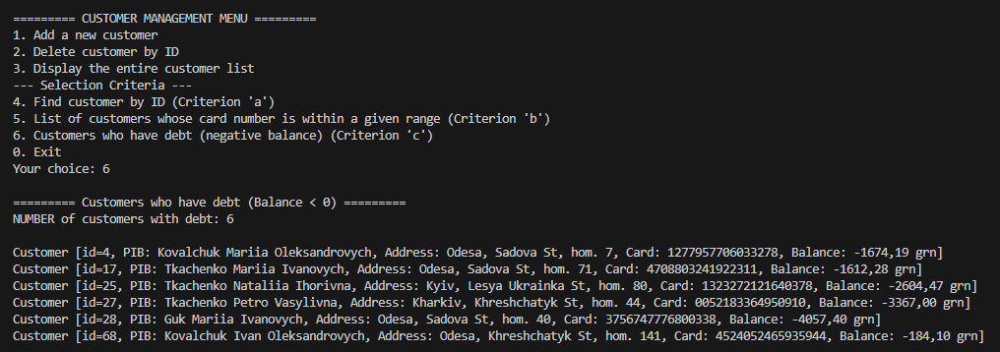 ========= CUSTOMER MANAGEMENT MENU =========
1. Add a new customer
2. Delete customer by ID
3. Display the entire customer list
--- Selection Criteria ---
4. Find customer by ID (Criterion 'a')
5. List of customers whose card number is within a given range (Criterion 'b')
6. Customers who have debt (negative balance) (Criterion 'c')
0. Exit
Your choice: 6
========= Customers who have debt (Balance < 0) =========
NUMBER of customers with debt: 6
Customer [id=4, PIB: Kovalchuk Mariia Oleksandrovych, Address: Odesa, Sadova St, hom. 7, Card: 1277957706033278, Balance: -1674,19 grn]
Customer [id=17, PIB: Tkachenko Mariia Ivanovych, Address: Odesa, Sadova St, hom. 71, Card: 4708803241922311, Balance: -1612,28 grn]
Customer [id=25, PIB: Tkachenko Nataliia Ihorivna, Address: Kyiv, Lesya Ukrainka St, hom. 80, Card: 1323272121640378, Balance: -2604,47 grn]
Customer [id=27, PIB: Tkachenko Petro Vasylivna, Address: Kharkiv, Khreshchatyk St, hom. 44, Card: 0052183364950910, Balance: -3367,00 grn]
Customer [id=28, PIB: Guk Mariia Ivanovych, Address: Odesa, Sadova St, hom. 40, Card: 3756747776800338, Balance: -4057,40 grn]
Customer [id=68, PIB: Kovalchuk Ivan Oleksandrovych, Address: Odesa, Khreshchatyk St, hom. 141, Card: 4524052465935944, Balance: -184,10 grn]